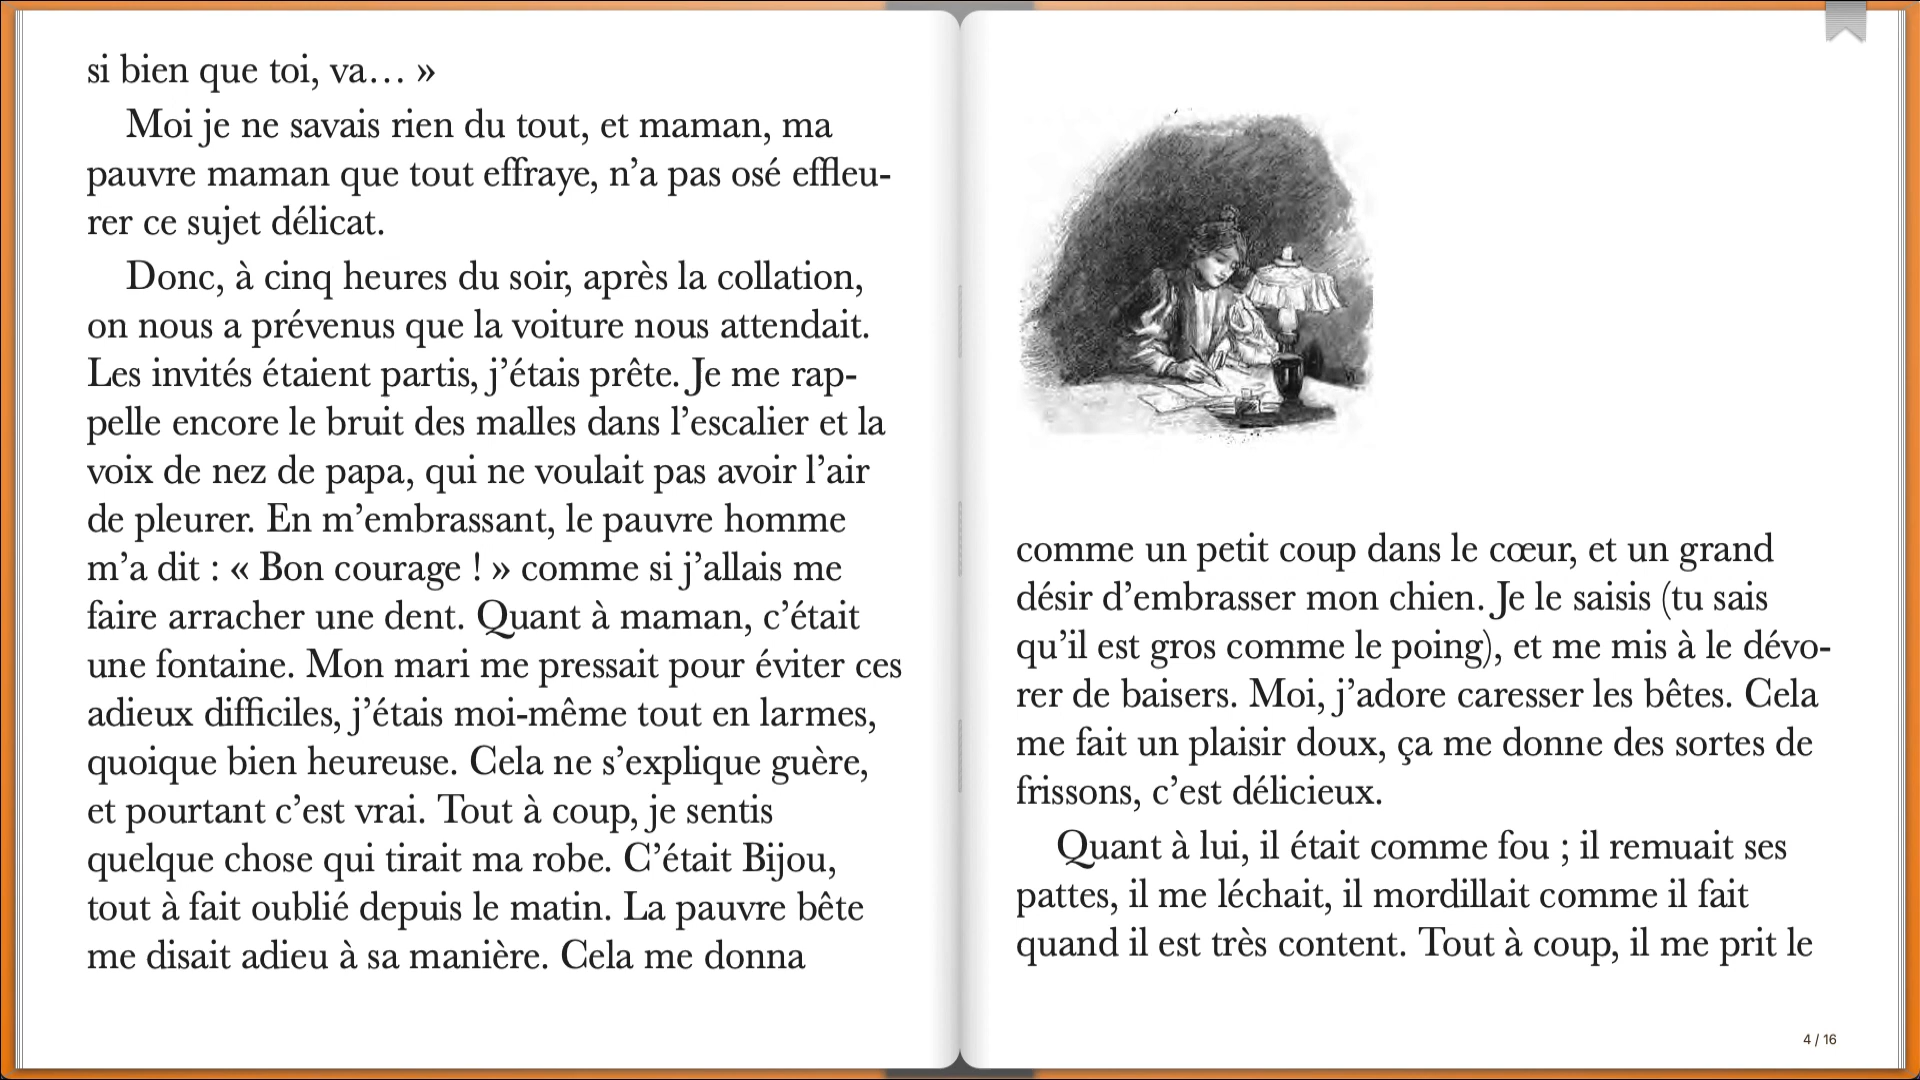 si bien que toi, va… »
Moi je ne savais rien du tout, et maman, ma
pauvre maman que tout effraye, n’a pas osé effleu-
rer ce sujet délicat.
Donc, à cinq heures du soir, après la collation,
on nous a prévenus que la voiture nous attendait.
Les invités étaient partis, j’étais prête. Je me rap-
pelle encore le bruit des malles dans l’escalier et la
voix de nez de papa, qui ne voulait pas avoir l’air
de pleurer. En m’embrassant, le pauvre homme
m’a dit : « Bon courage ! » comme si j’allais me
faire arracher une dent. Quant à maman, c’était
une fontaine. Mon mari me pressait pour éviter ces
adieux difficiles, j’étais moi-même tout en larmes,
quoique bien heureuse. Cela ne s’explique guère,
et pourtant c’est vrai. Tout à coup, je sentis
quelque chose qui tirait ma robe. C’était Bijou,
tout à fait oublié depuis le matin. La pauvre bête
me disait adieu à sa manière. Cela me donna
comme un petit coup dans le cœur, et un grand
désir d’embrasser mon chien. Je le saisis (tu sais
qu’il est gros comme le poing), et me mis à le dévo-
rer de baisers. Moi, j’adore caresser les bêtes. Cela
me fait un plaisir doux, ça me donne des sortes de
frissons, c’est délicieux.
Quant à lui, il était comme fou ; il remuait ses
pattes, il me léchait, il mordillait comme il fait
quand il est très content. Tout à coup, il me prit le
4 / 16